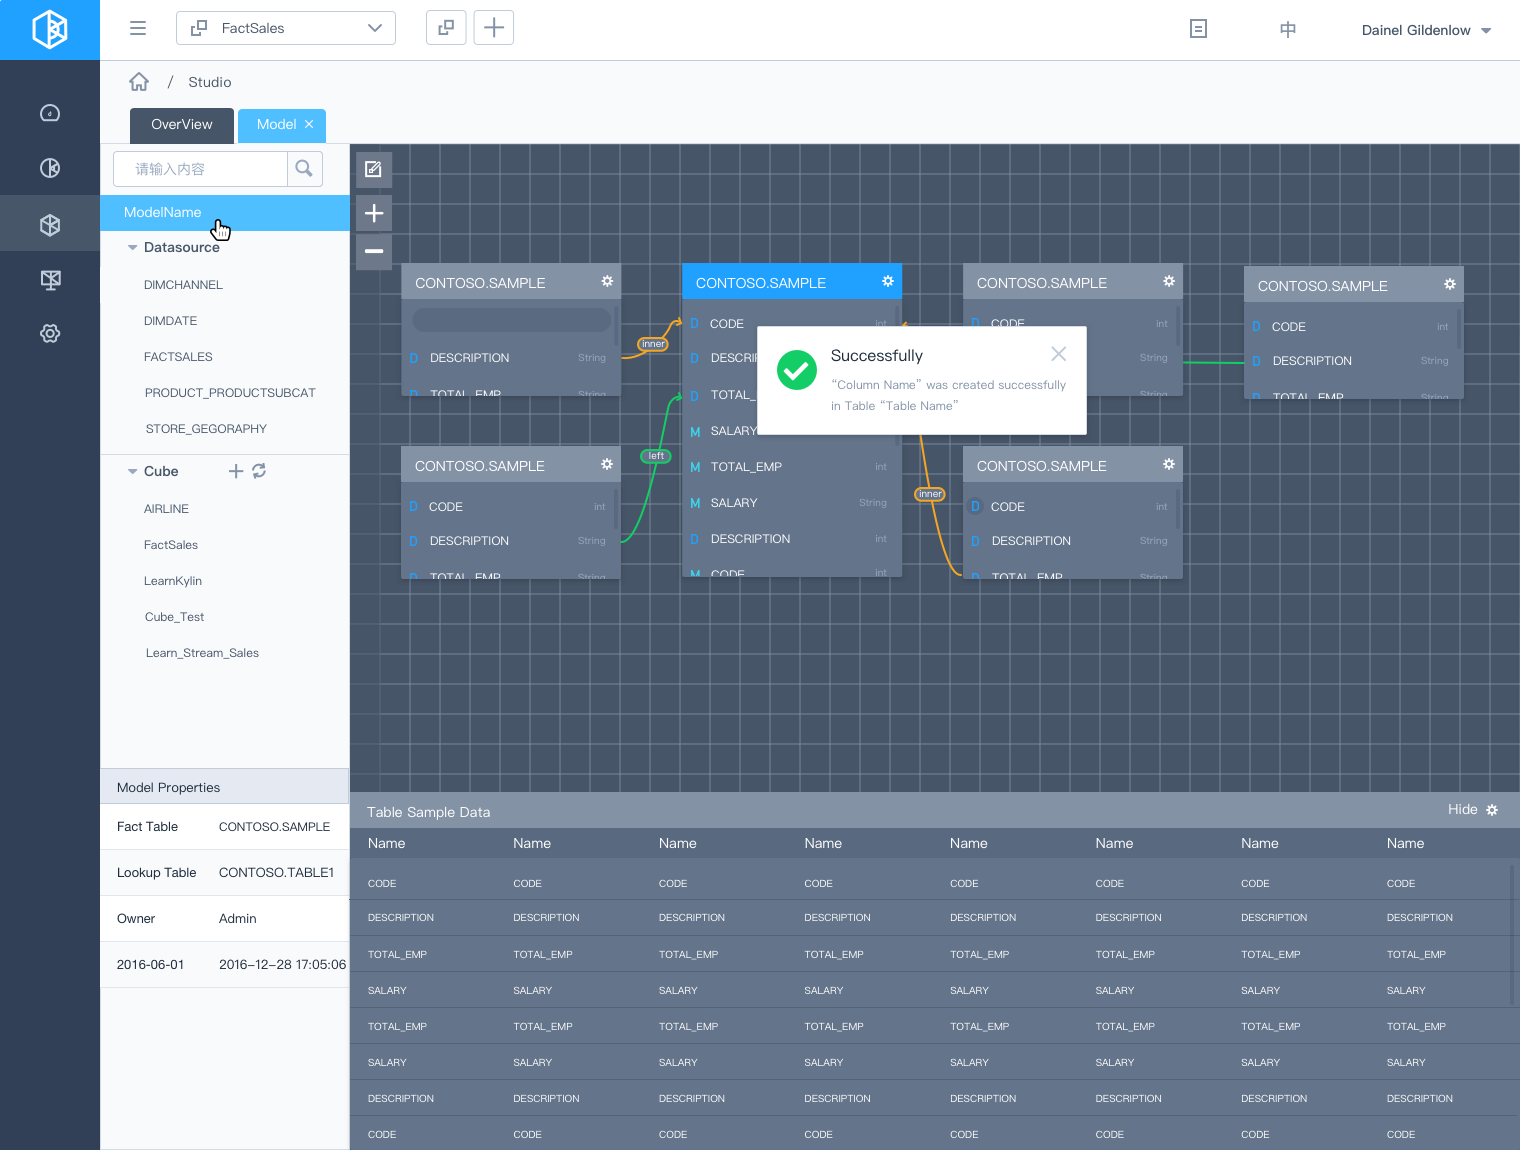 FactSales
中
Dainel Gildenlow
/ Studio
OverView
Model ×
请输入内容
ModelName
Datasource
DIMCHANNEL
DIMDATE
FACTSALES
PRODUCT_PRODUCTSUBCAT
STORE_GEGORAPHY
Cube
AIRLINE
FactSales
LearnKylin
Cube_Test
Learn_Stream_Sales
Model Properties
Fact Table CONTOSO.SAMPLE
Lookup Table CONTOSO.TABLE1
Owner Admin
2016-06-01 2016-12-28 17:05:06
CONTOSO.SAMPLE
D DESCRIPTION String
D TOTAL_EMP String
inner
CONTOSO.SAMPLE
D CODE int
D DESCRIPTION String
D TOTAL_EMP String
left
CONTOSO.SAMPLE
D CODE int
D DESCRI
D TOTAL_
M SALARY
M TOTAL_EMP int
M SALARY String
D DESCRIPTION int
M CODE int
Successfully
“Column Name” was created successfully
in Table “Table Name”
CONTOSO.SAMPLE
D CODE int
String
String
inner
CONTOSO.SAMPLE
D CODE int
D DESCRIPTION String
D TOTAL_EMP String
CONTOSO.SAMPLE
D CODE int
D DESCRIPTION String
D TOTAL_EMP String
Table Sample Data Hide
Name Name Name Name Name Name Name Name
CODE CODE CODE CODE CODE CODE CODE CODE
DESCRIPTION DESCRIPTION DESCRIPTION DESCRIPTION DESCRIPTION DESCRIPTION DESCRIPTION DESCRIPTION
TOTAL_EMP TOTAL_EMP TOTAL_EMP TOTAL_EMP TOTAL_EMP TOTAL_EMP TOTAL_EMP TOTAL_EMP
SALARY SALARY SALARY SALARY SALARY SALARY SALARY SALARY
TOTAL_EMP TOTAL_EMP TOTAL_EMP TOTAL_EMP TOTAL_EMP TOTAL_EMP TOTAL_EMP TOTAL_EMP
SALARY SALARY SALARY SALARY SALARY SALARY SALARY SALARY
DESCRIPTION DESCRIPTION DESCRIPTION DESCRIPTION DESCRIPTION DESCRIPTION DESCRIPTION DESCRIPTION
CODE CODE CODE CODE CODE CODE CODE CODE